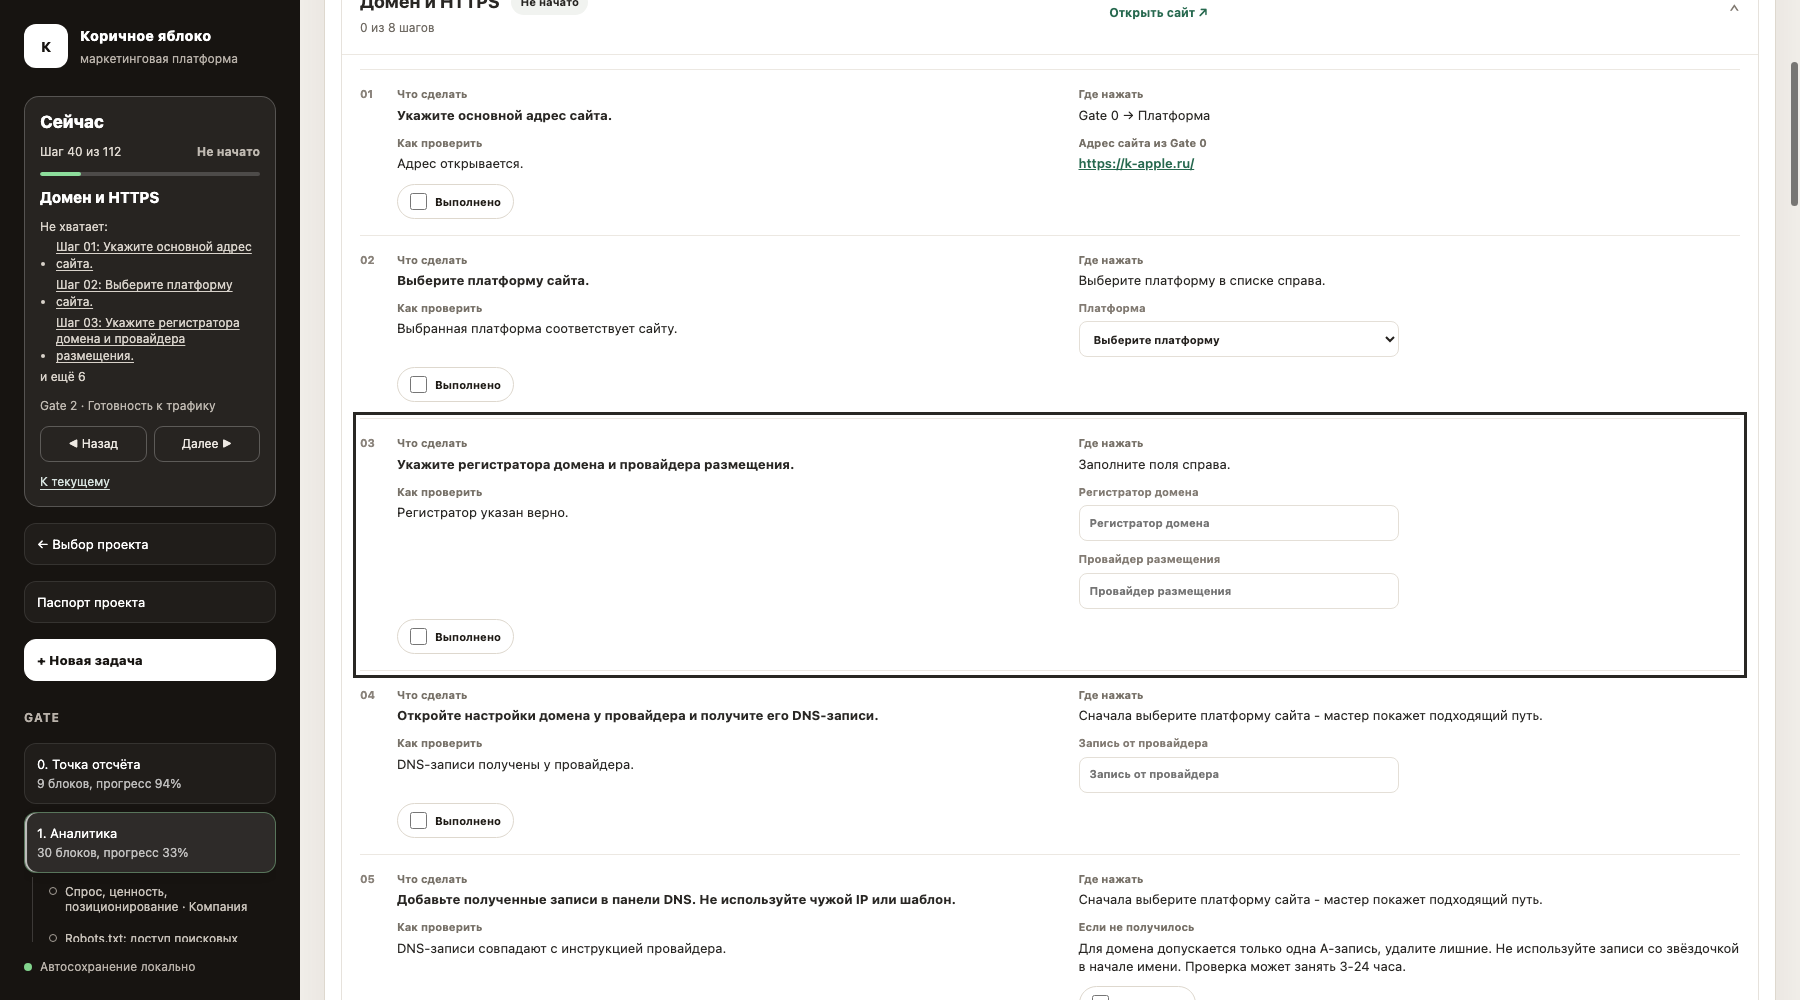 К
Коричное яблоко
маркетинговая платформа
Сейчас
Шаг 40 из 112
Не начато
Домен и HTTPS
Не хватает:
Шаг 01: Укажите основной адрес
сайта.
Шаг 02: Выберите платформу
сайта.
Шаг 03: Укажите регистратора
домена и провайдера
размещения.
и ещё 6
Gate 2 · Готовность к трафику
◀ Назад
Далее ▶
К текущему
← Выбор проекта
Паспорт проекта
+ Новая задача
GATE
0. Точка отсчёта
9 блоков, прогресс 94%
1. Аналитика
30 блоков, прогресс 33%
Спрос, ценность,
позиционирование · Компания
Robots.txt: доступ поисковых
Автосохранение локально
Домен и HTTPS
Не начато
0 из 8 шагов
Открыть сайт ↗
01
Что сделать
Укажите основной адрес сайта.
Как проверить
Адрес открывается.
Выполнено
Где нажать
Gate 0 → Платформа
Адрес сайта из Gate 0
https://k-apple.ru/
02
Что сделать
Выберите платформу сайта.
Как проверить
Выбранная платформа соответствует сайту.
Выполнено
Где нажать
Выберите платформу в списке справа.
Платформа
Выберите платформу
03
Что сделать
Укажите регистратора домена и провайдера размещения.
Как проверить
Регистратор указан верно.
Выполнено
Где нажать
Заполните поля справа.
Регистратор домена
Регистратор домена
Провайдер размещения
Провайдер размещения
04
Что сделать
Откройте настройки домена у провайдера и получите его DNS-записи.
Как проверить
DNS-записи получены у провайдера.
Выполнено
Где нажать
Сначала выберите платформу сайта - мастер покажет подходящий путь.
Запись от провайдера
Запись от провайдера
05
Что сделать
Добавьте полученные записи в панели DNS. Не используйте чужой IP или шаблон.
Как проверить
DNS-записи совпадают с инструкцией провайдера.
Где нажать
Сначала выберите платформу сайта - мастер покажет подходящий путь.
Если не получилось
Для домена допускается только одна A-запись, удалите лишние. Не используйте записи со звёздочкой
в начале имени. Проверка может занять 3-24 часа.